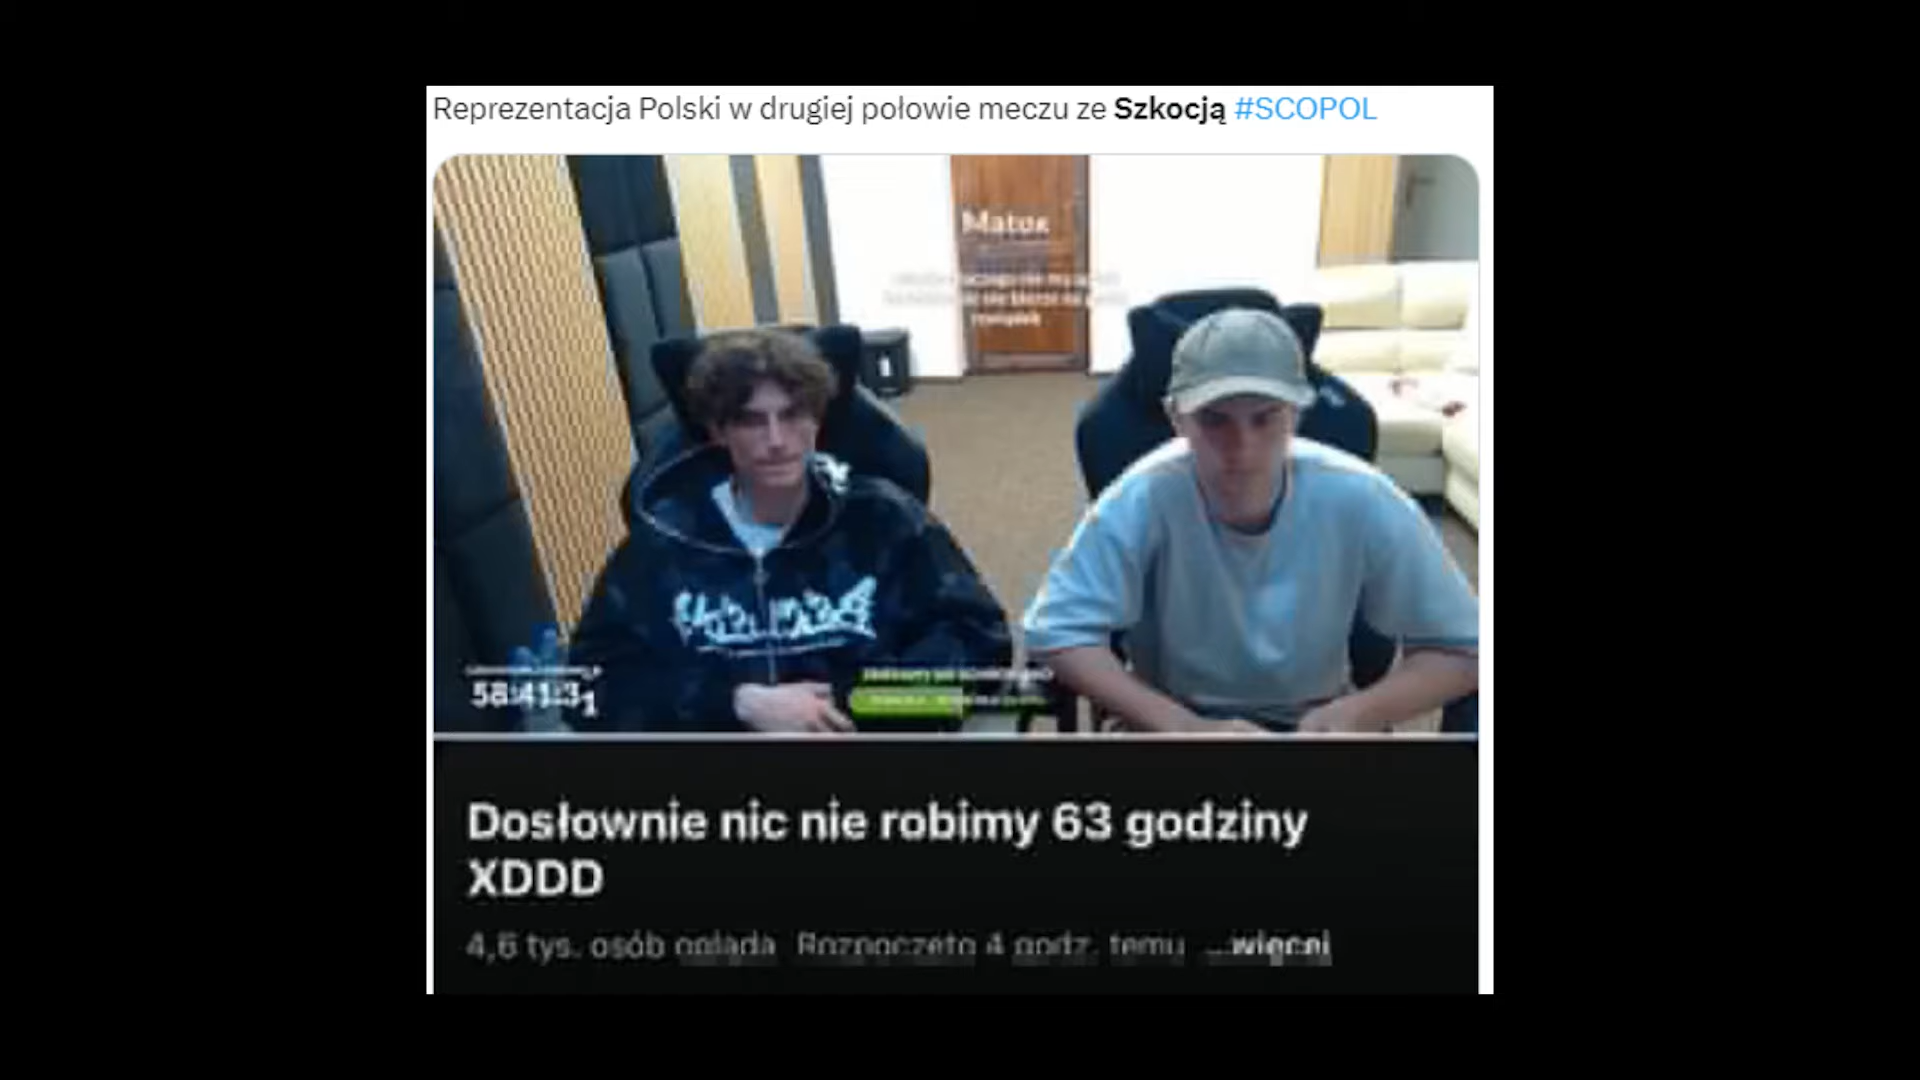 Reprezentacja Polski w drugiej połowie meczu ze Szkocją #SCOPOL
Matox
58:41:31
Dosłownie nic nie robimy 63 godziny
XDDD
4,6 tys. osób ogląda Rozpoczęto 4 godz. temu ...więcej